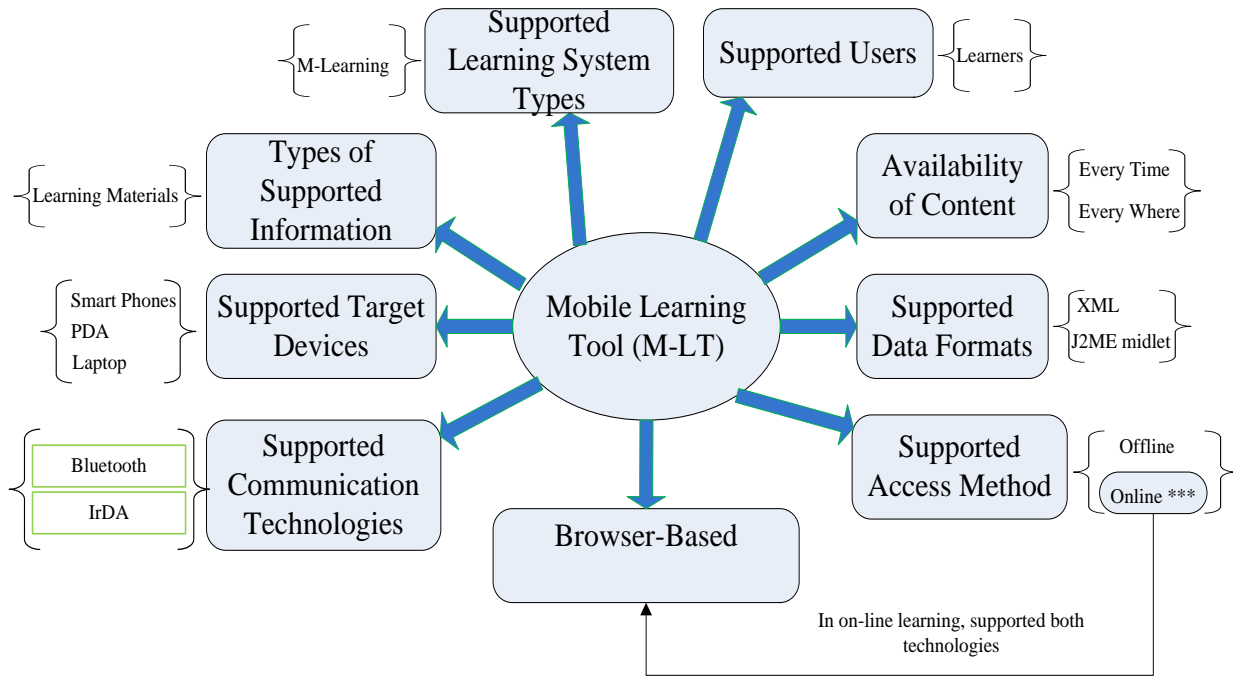 Supported
Learning System
Types
M-Learning
Supported Users
Learners
Types of
Supported
Information
Learning Materials
Availability
of Content
Every Time
Every Where
Mobile Learning
Tool (M-LT)
Supported Target
Devices
Smart Phones
PDA
Laptop
Supported
Data Formats
XML
J2ME midlet
Supported
Communication
Technologies
Bluetooth
IrDA
Supported
Access Method
Offline
Online ***
Browser-Based
In on-line learning, supported both
technologies